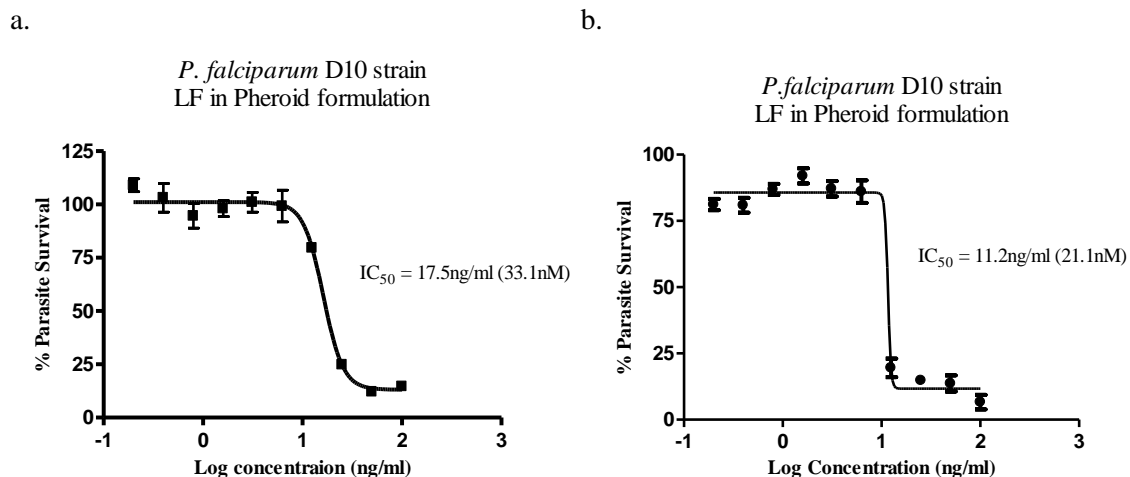 a.
P. falciparum D10 strain
LF in Pheroid formulation
125
100
75
50
25
0
% Parasite Survival
IC50 = 17.5ng/ml (33.1nM)
-1
0
1
2
3
Log concentraion (ng/ml)
b.
P.falciparum D10 strain
LF in Pheroid formulation
100
75
50
25
0
% Parasite Survival
IC50 = 11.2ng/ml (21.1nM)
-1
0
1
2
3
Log Concentration (ng/ml)